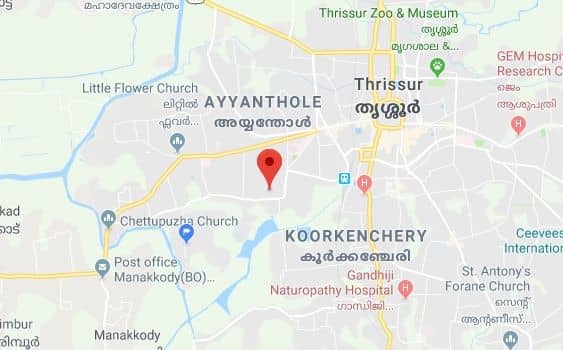 മഹാദേവക്ഷേത്രം
Thrissur Zoo & Museum
തൃശ്ശൂർ
മൃഗശാല &...
GEM Hospi
Research C
ജെം
ആശുപത്രി
Thrissur
തൃശ്ശൂർ
Little Flower Church
ലിറ്റിൽ
ഫ്ലവർ...
AYYANTHOLE
അയ്യന്തോൾ
H
H
kad
ാട്
Chettupuzha Church
KOORKENCHERY
കൂർക്കഞ്ചേരി
Ceevees
International
Post office
Manakkody(BO)...
Gandhiji
Naturopathy Hospital
ഗാന്ധിജി...
H
St. Antony's
Forane Church
സെന്റ്
ആന്റണീസ്...
imbur
ിമ്പൂർ
Manakkody